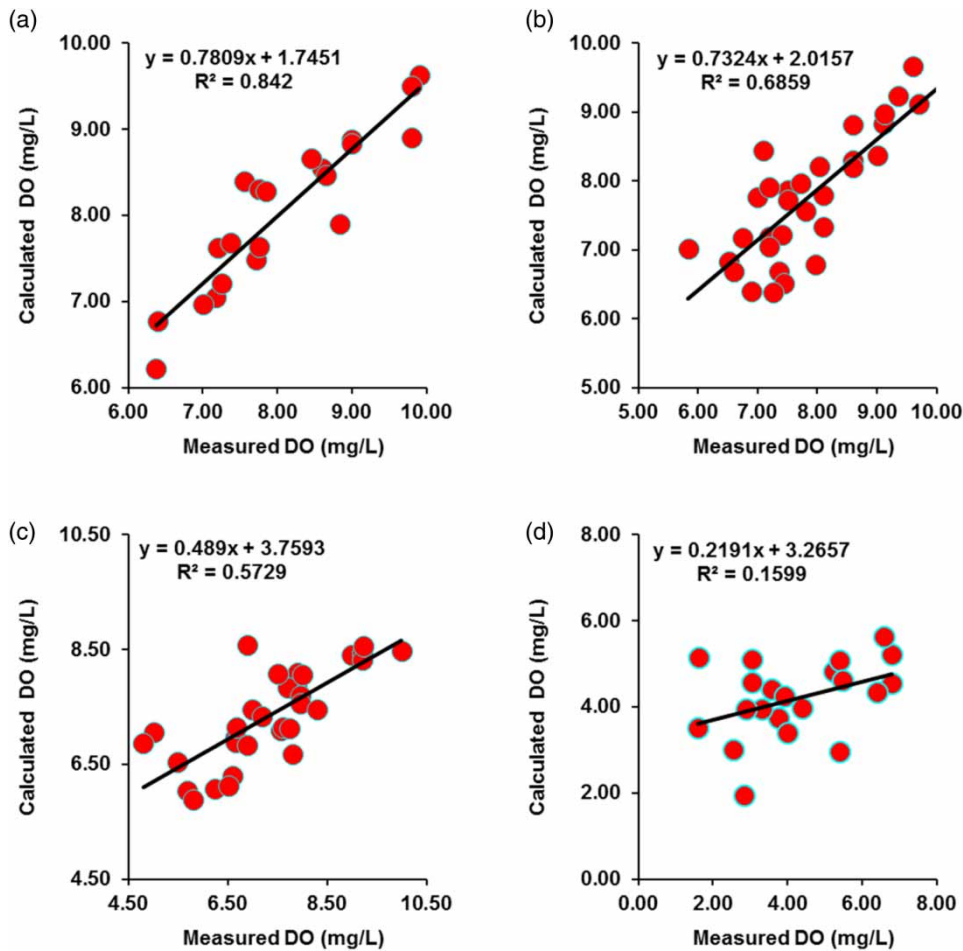 (a)
y = 0.7809x + 1.7451
R² = 0.842
10.00
9.00
8.00
7.00
6.00
Calculated DO (mg/L)
6.00 7.00 8.00 9.00 10.00
Measured DO (mg/L)
(b)
y = 0.7324x + 2.0157
R² = 0.6859
10.00
9.00
8.00
7.00
6.00
5.00
Calculated DO (mg/L)
5.00 6.00 7.00 8.00 9.00 10.00
Measured DO (mg/L)
(c)
y = 0.489x + 3.7593
R² = 0.5729
10.50
8.50
6.50
4.50
Calculated DO (mg/L)
4.50 6.50 8.50 10.50
Measured DO (mg/L)
(d)
y = 0.2191x + 3.2657
R² = 0.1599
8.00
6.00
4.00
2.00
0.00
Calculated DO (mg/L)
0.00 2.00 4.00 6.00 8.00
Measured DO (mg/L)